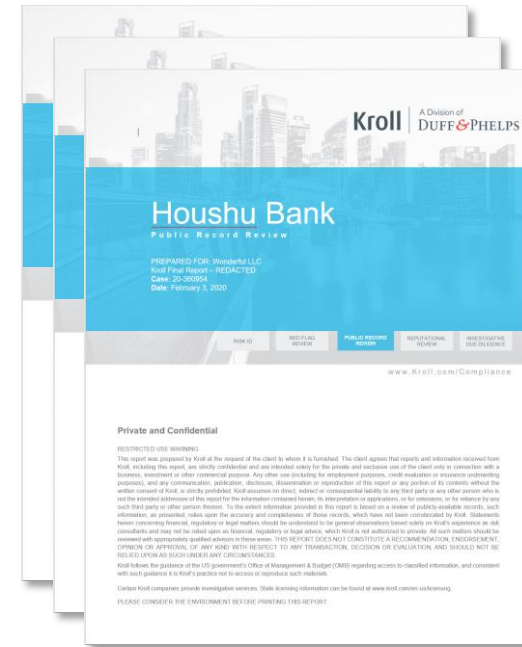 Kroll
A Division of
DUFF & PHELPS
Houshu Bank
Public Record Review
PREPARED FOR: Wonderful LLC
Kroll Final Report – REDACTED
Case: 20-360954
Date: February 3, 2020
RISK ID
RED FLAG
REVIEW
PUBLIC RECORD
REVIEW
REPUTATIONAL
REVIEW
INVESTIGATIVE
DUE DILIGENCE
www.Kroll.com/Compliance
Private and Confidential
RESTRICTED USE WARNING
This report was prepared by Kroll at the request of the client to whom it is furnished. The client agrees that reports and information received from
Kroll, including this report, are strictly confidential and are intended solely for the private and exclusive use of the client only in connection with a
business, investment or other commercial purpose. Any other use (including for employment purposes, credit evaluation or insurance underwriting
purposes), and any communication, publication, disclosure, dissemination or reproduction of this report or any portion of its contents without the
written consent of Kroll, is strictly prohibited. Kroll assumes no direct, indirect or consequential liability to any third party or any other person who is
not the intended addressee of this report for the information contained herein, its interpretation or applications, or for omissions, or for reliance by any
such third party or other person thereon. To the extent information provided in this report is based on a review of publicly-available records, such
information, as presented, relies upon the accuracy and completeness of those records, which have not been corroborated by Kroll. Statements
herein concerning financial, regulatory or legal matters should be understood to be general observations based solely on Kroll's experience as risk
consultants and may not be relied upon as financial, regulatory or legal advice, which Kroll is not authorized to provide. All such matters should be
reviewed with appropriately qualified advisors in these areas. THIS REPORT DOES NOT CONSTITUTE A RECOMMENDATION, ENDORSEMENT,
OPINION OR APPROVAL OF ANY KIND WITH RESPECT TO ANY TRANSACTION, DECISION OR EVALUATION, AND SHOULD NOT BE
RELIED UPON AS SUCH UNDER ANY CIRCUMSTANCES.
Kroll follows the guidance of the US government's Office of Management & Budget (OMB) regarding access to classified information, and consistent
with such guidance it is Kroll's practice not to access or reproduce such materials.
Certain Kroll companies provide investigative services. State licensing information can be found at www.kroll.com/en-us/licensing.
PLEASE CONSIDER THE ENVIRONMENT BEFORE PRINTING THIS REPORT.